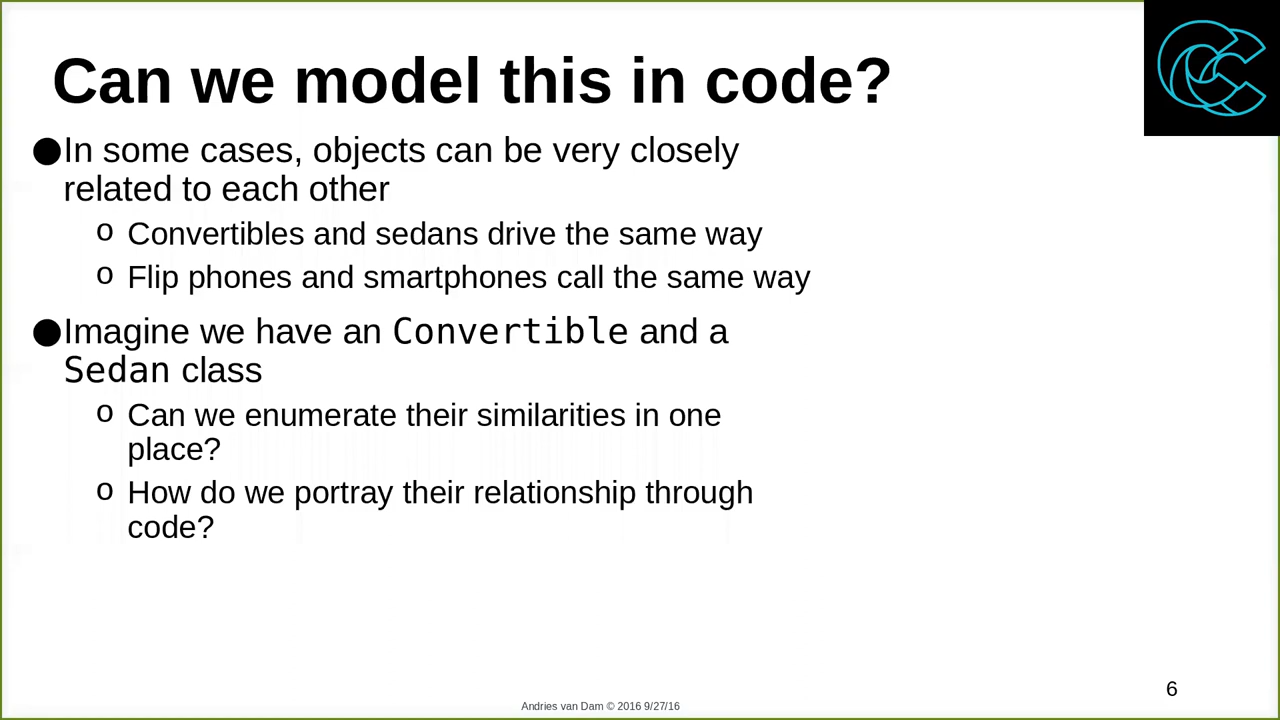 Can we model this in code?
●In some cases, objects can be very closely
related to each other
o Convertibles and sedans drive the same way
o Flip phones and smartphones call the same way
●Imagine we have an Convertible and a
Sedan class
o Can we enumerate their similarities in one
place?
o How do we portray their relationship through
code?
6
Andries van Dam © 2016 9/27/16